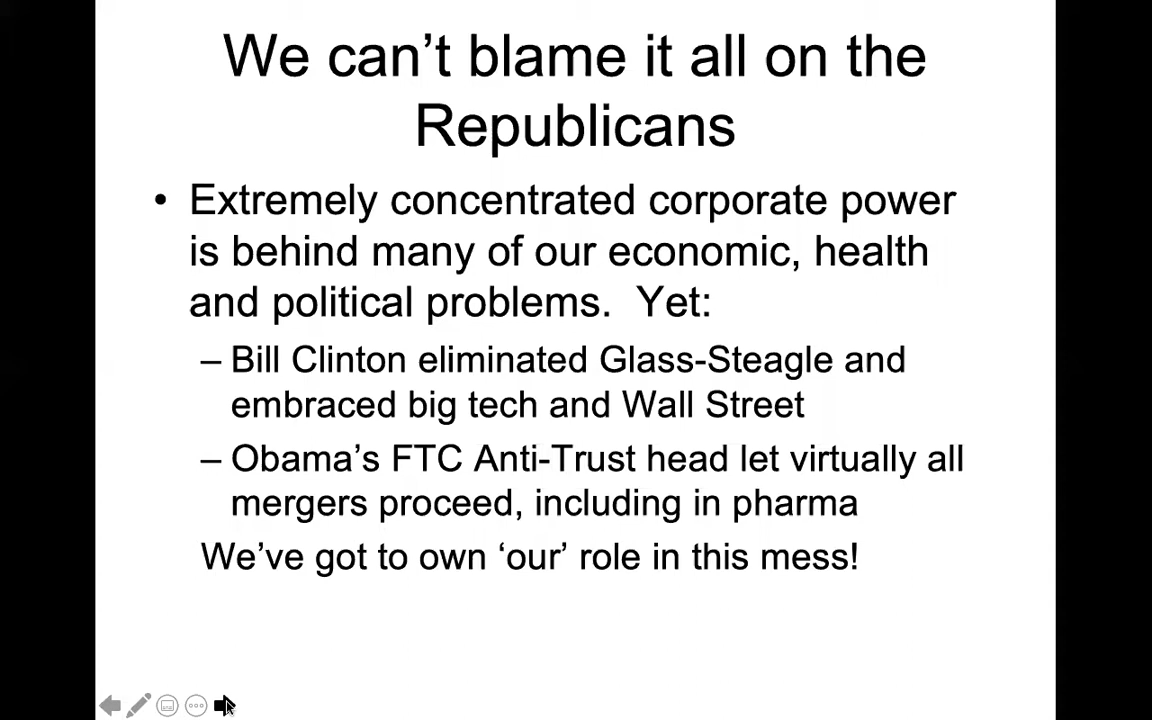 We can’t blame it all on the
Republicans
• Extremely concentrated corporate power
is behind many of our economic, health
and political problems.  Yet:
– Bill Clinton eliminated Glass-Steagle and
embraced big tech and Wall Street
– Obama’s FTC Anti-Trust head let virtually all
mergers proceed, including in pharma
We’ve got to own ‘our’ role in this mess!